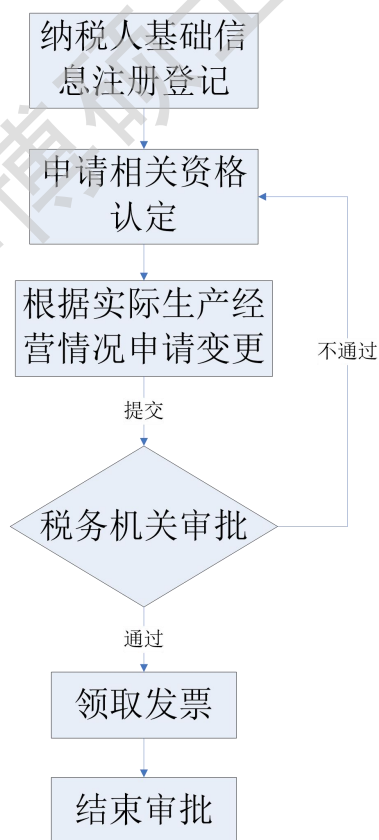 纳税人基础信
息注册登记
申请相关资格
认定
根据实际生产经
营情况申请变更
不通过
提交
税务机关审批
通过
领取发票
结束审批